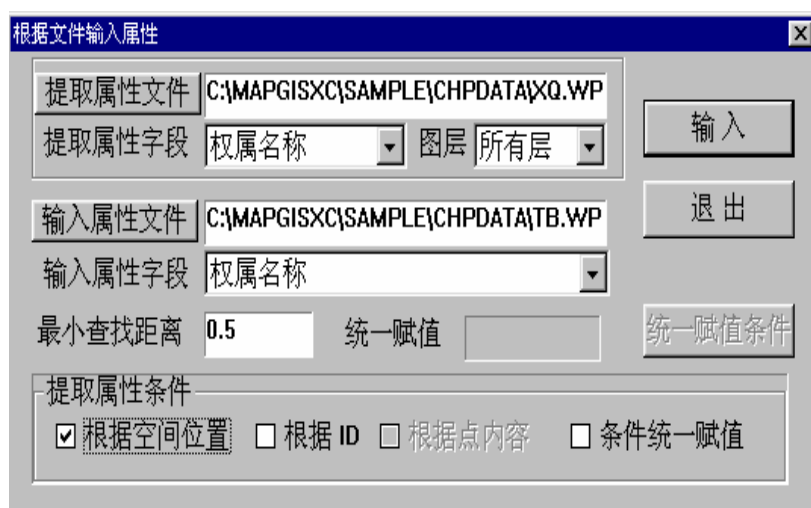 根据文件输入属性
提取属性文件 C:\MAPGISXC\SAMPLE\CHPDATA\XQ.WP
提取属性字段 权属名称 图层 所有层
输入
输入属性文件 C:\MAPGISXC\SAMPLE\CHPDATA\TB.WP
退出
输入属性字段 权属名称
最小查找距离 0.5 统一赋值 统一赋值条件
提取属性条件
根据空间位置 根据 ID 根据点内容 条件统一赋值